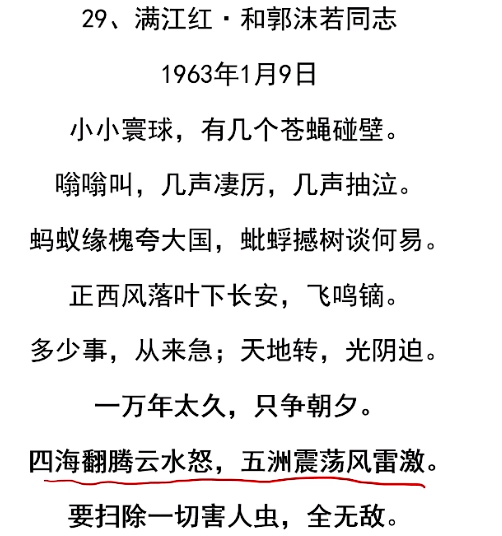 29、满江红·和郭沫若同志
1963年1月9日
小小寰球，有几个苍蝇碰壁。
嗡嗡叫，几声凄厉，几声抽泣。
蚂蚁缘槐夸大国，蚍蜉撼树谈何易。
正西风落叶下长安，飞鸣镝。
多少事，从来急；天地转，光阴迫。
一万年太久，只争朝夕。
四海翻腾云水怒，五洲震荡风雷激。
要扫除一切害人虫，全无敌。